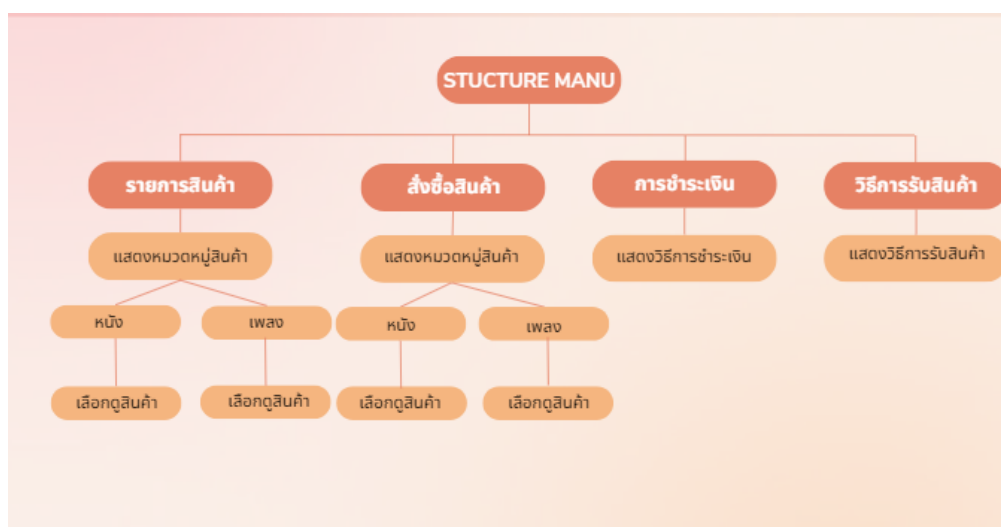 STUCTURE MANU
รายการสินค้า
สั่งซื้อสินค้า
การชำระเงิน
วิธีการรับสินค้า
แสดงหมวดหมู่สินค้า
แสดงหมวดหมู่สินค้า
แสดงวิธีการชำระเงิน
แสดงวิธีการรับสินค้า
หนัง
เพลง
หนัง
เพลง
เลือกดูสินค้า
เลือกดูสินค้า
เลือกดูสินค้า
เลือกดูสินค้า